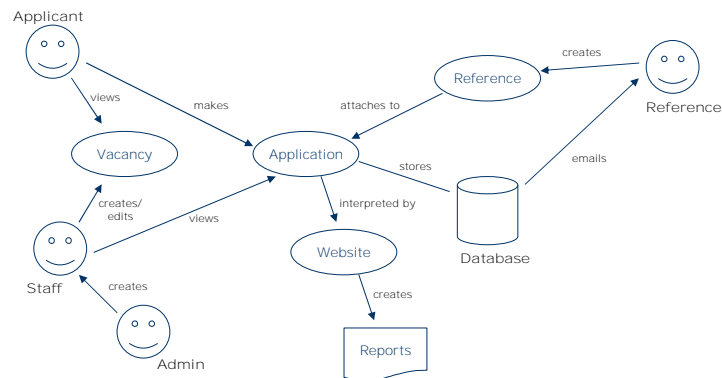 Applicant
creates
Reference
Reference
views
makes
attaches to
Vacancy
Application
stores
emails
creates/
edits
views
interpreted by
Website
Database
Staff
creates
creates
Reports
Admin